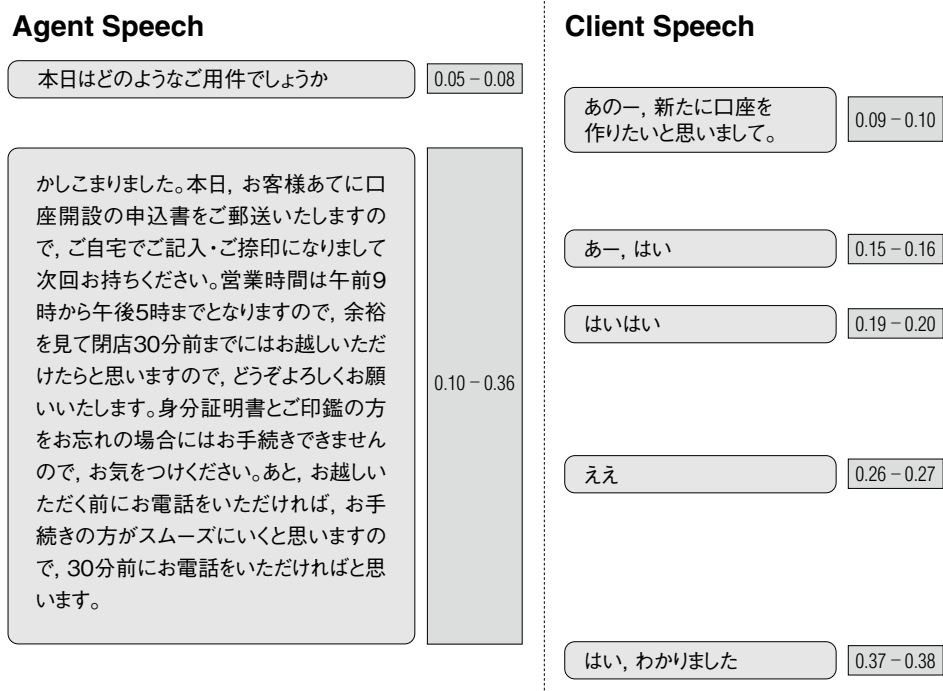 Agent Speech
本日はどのようなご用件でしょうか
0.05－0.08
かしこまりました。本日, お客様あてに口
座開設の申込書をご郵送いたしますの
で, ご自宅でご記入・ご捺印になりまして
次回お持ちください。営業時間は午前9
時から午後5時までとなりますので, 余裕
を見て閉店30分前までにはお越しいただ
けたらと思いますので, どうぞよろしくお願
いいたします。身分証明書とご印鑑の方
をお忘れの場合にはお手続きできません
ので, お気をつけください。あと, お越しい
ただく前にお電話をいただければ, お手
続きの方がスムーズにいくと思いますの
で, 30分前にお電話をいただければと思
います。
0.10－0.36
Client Speech
あのー, 新たに口座を
作りたいと思いまして。
0.09－0.10
あー, はい
0.15－0.16
はいはい
0.19－0.20
ええ
0.26－0.27
はい, わかりました
0.37－0.38